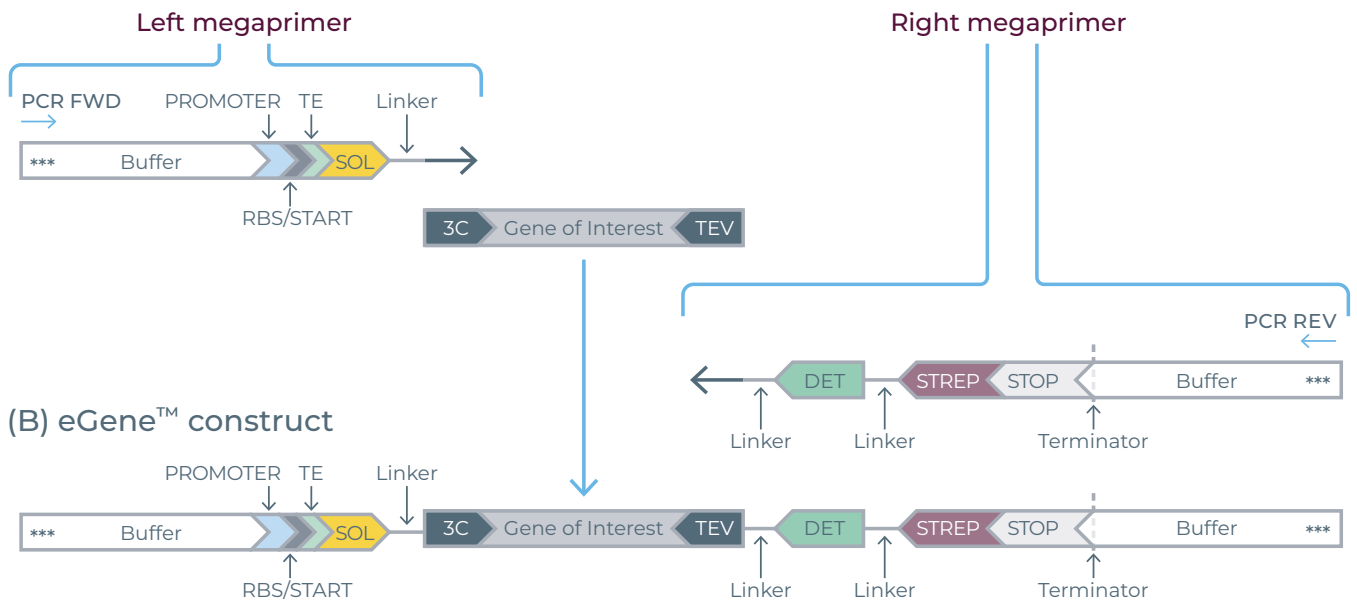 Left megaprimer
Right megaprimer
PCR FWD
PROMOTER
TE
Linker
***
Buffer
SOL
RBS/START
3C
Gene of Interest
TEV
PCR REV
DET
STREP
STOP
Buffer
***
Linker
Linker
Terminator
(B) eGene™ construct
PROMOTER
TE
Linker
***
Buffer
SOL
3C
Gene of Interest
TEV
DET
STREP
STOP
Buffer
***
RBS/START
Linker
Linker
Terminator